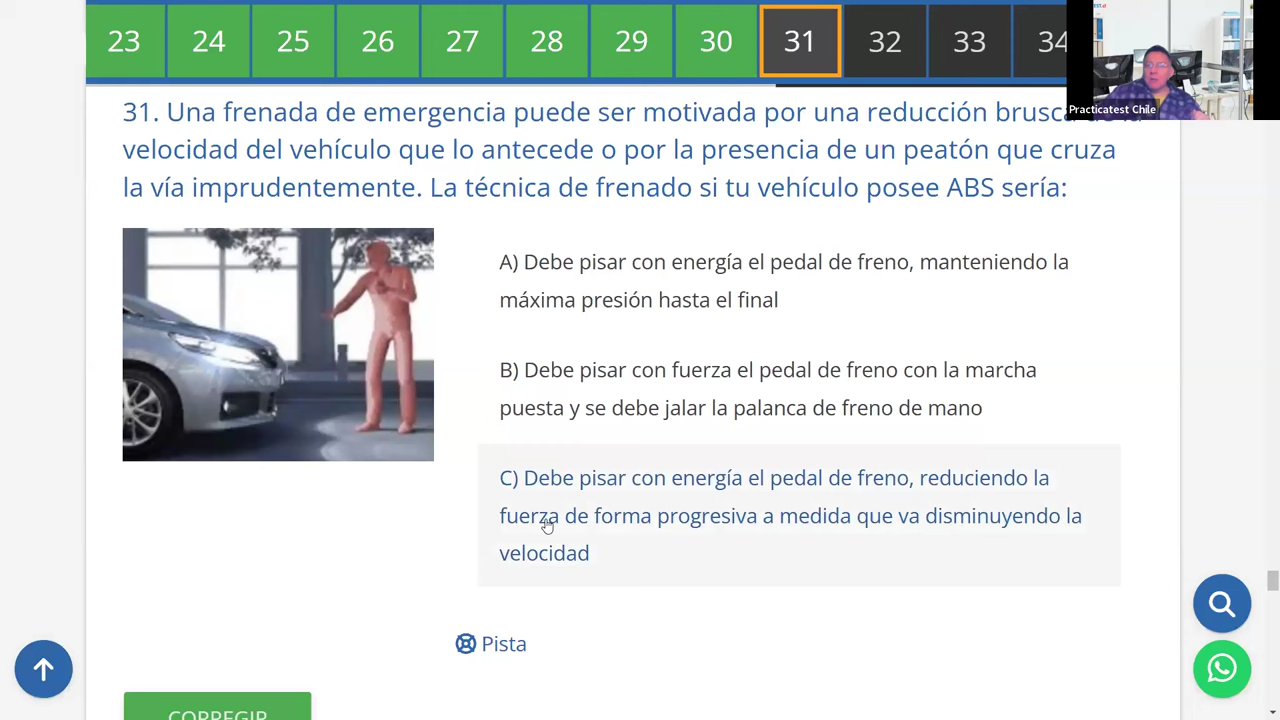 23 24 25 26 27 28 29 30 31 32 33 34
Practicatest Chile
31. Una frenada de emergencia puede ser motivada por una reducción brusca
velocidad del vehículo que lo antecede o por la presencia de un peatón que cruza
la vía imprudentemente. La técnica de frenado si tu vehículo posee ABS sería:
A) Debe pisar con energía el pedal de freno, manteniendo la
máxima presión hasta el final
B) Debe pisar con fuerza el pedal de freno con la marcha
puesta y se debe jalar la palanca de freno de mano
C) Debe pisar con energía el pedal de freno, reduciendo la
fuerza de forma progresiva a medida que va disminuyendo la
velocidad
Pista
CORREGIR